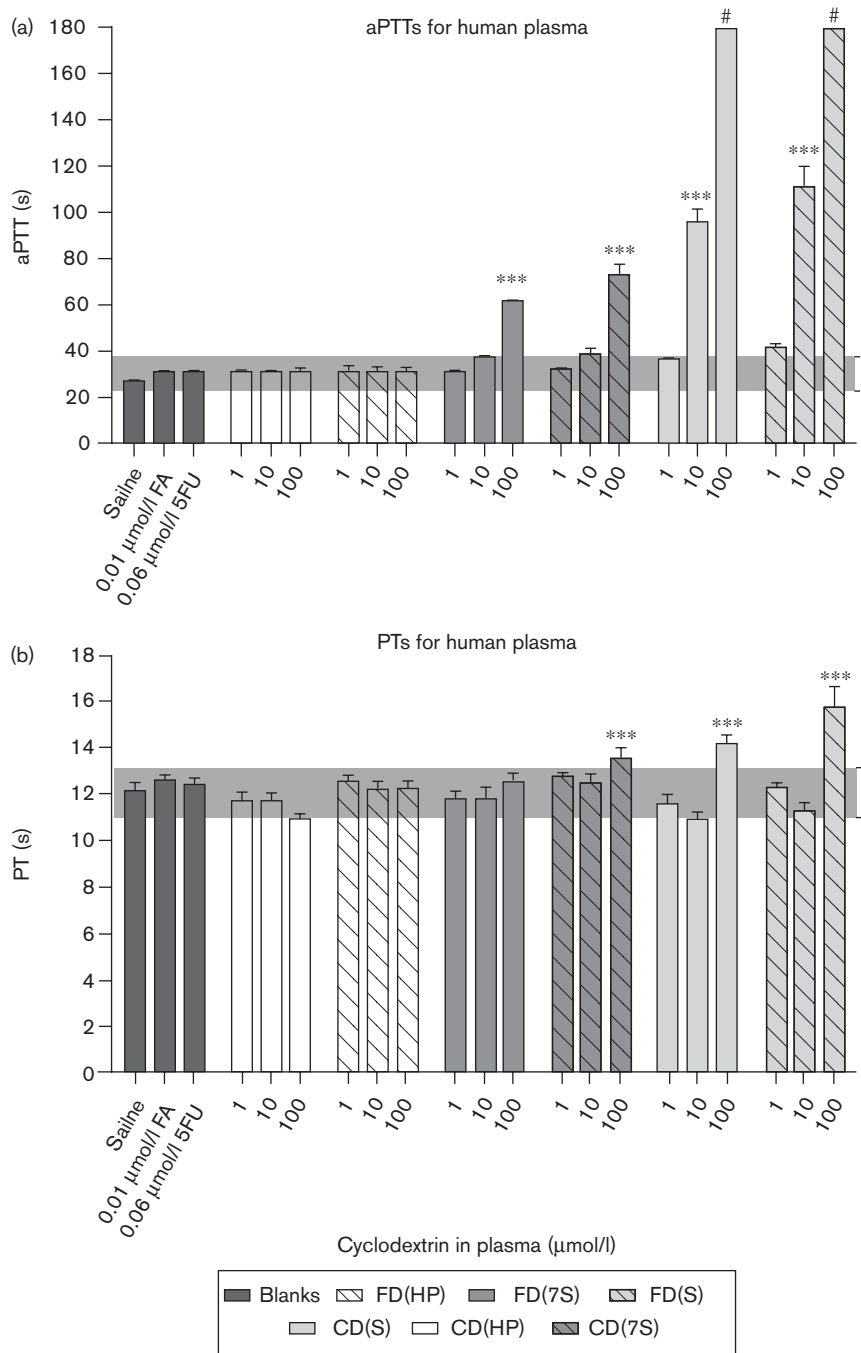 (a)
aPTTs for human plasma
aPTT (s)
180
160
140
120
100
80
60
40
20
0
***
***
***
#
***
#
Sailne
0.01 µmol/l FA
0.06 µmol/l 5FU
1 10 100 1 10 100 1 10 100 1 10 100 1 10 100 1 10 100
(b)
PTs for human plasma
PT (s)
18
16
14
12
10
8
6
4
2
0
***
***
***
Sailne
0.01 µmol/l FA
0.06 µmol/l 5FU
1 10 100 1 10 100 1 10 100 1 10 100 1 10 100 1 10 100
Cyclodextrin in plasma (µmol/l)
Blanks FD(HP) FD(7S) FD(S)
CD(S) CD(HP) CD(7S)